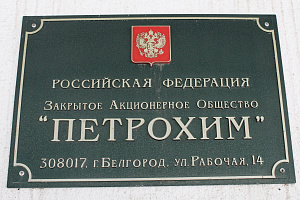 РОССИЙСКАЯ ФЕДЕРАЦИЯ
Закрытое Акционерное Общество
“ПЕТРОХИМ”
308017, г. Белгород, ул. Рабочая, 14